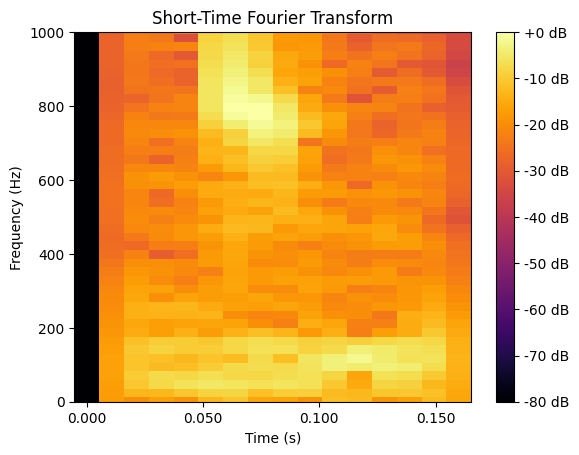 Short-Time Fourier Transform
1000
800
600
400
200
0
Frequency (Hz)
0.000
0.050
0.100
0.150
Time (s)
+0 dB
-10 dB
-20 dB
-30 dB
-40 dB
-50 dB
-60 dB
-70 dB
-80 dB